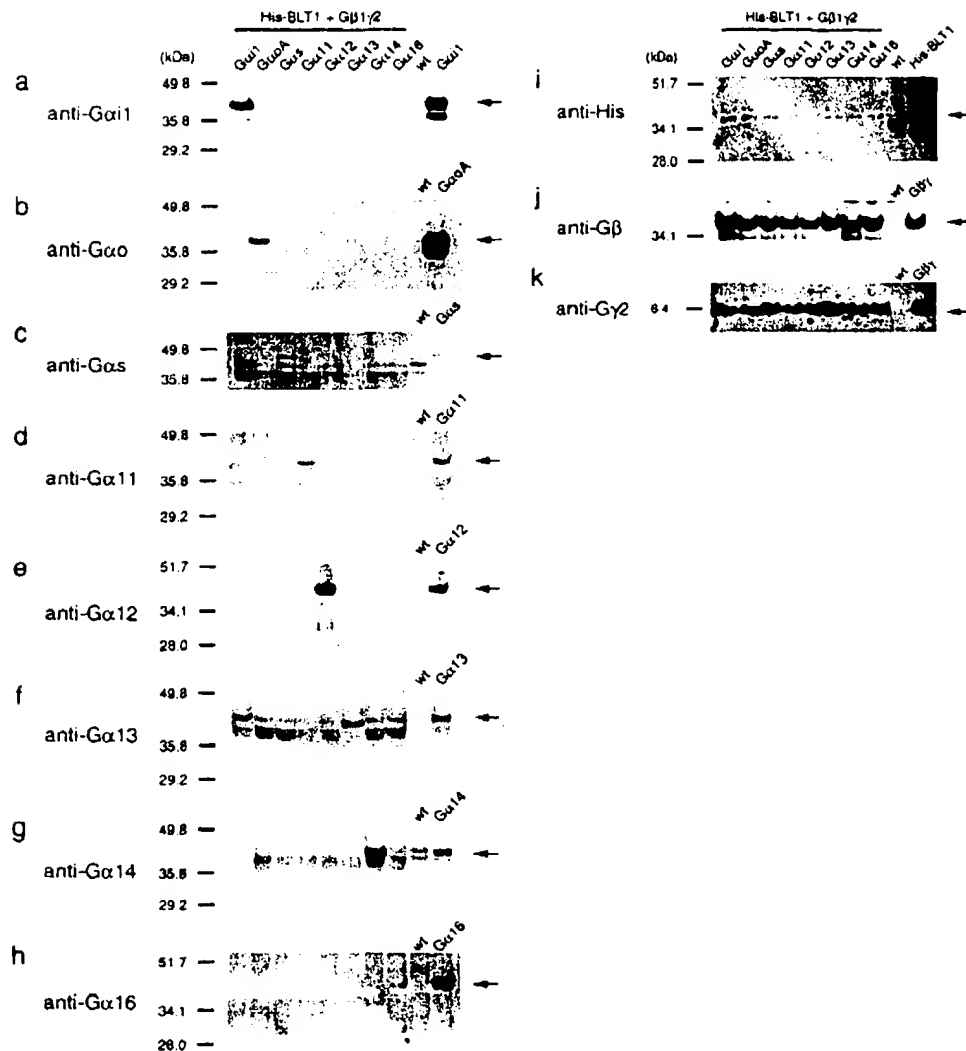 His-BLT1 + Gβ1γ2
(kDa) Gαi1 GαoA Gαs Gα11 Gα12 Gα13 Gα14 Gα16 wt Gαi1
a
anti-Gαi1
49.8
35.8
29.2
wt GαoA
b
anti-Gαo
49.8
35.8
29.2
wt Gαs
c
anti-Gαs
49.8
35.8
wt Gα11
d
anti-Gα11
49.8
35.8
29.2
wt Gα12
e
anti-Gα12
51.7
34.1
28.0
wt Gα13
f
anti-Gα13
49.8
35.8
29.2
wt Gα14
g
anti-Gα14
49.8
35.8
29.2
wt Gα16
h
anti-Gα16
51.7
34.1
28.0
His-BLT1 + Gβ1γ2
(kDa) Gαi1 GαoA Gαs Gα11 Gα12 Gα13 Gα14 Gα16 wt His-BLT1
i
anti-His
51.7
34.1
28.0
wt Gβγ
j
anti-Gβ
34.1
wt Gβγ
k
anti-Gγ2
6.4